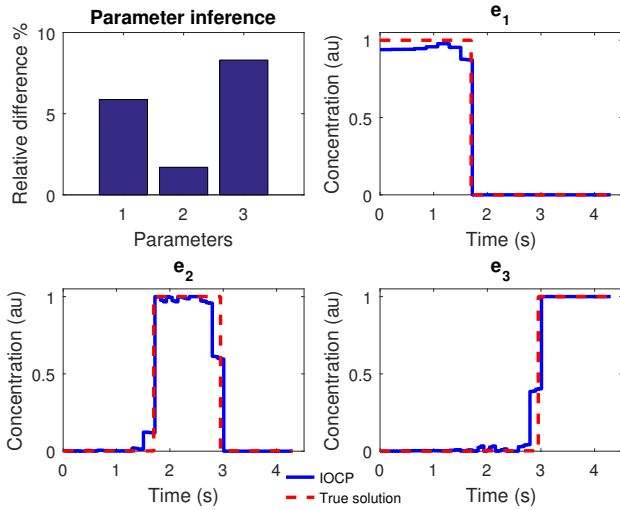 Parameter inference
Relative difference %
10
5
0
1 2 3
Parameters
e1
Concentration (au)
1
0.5
0
0 1 2 3 4
Time (s)
e2
Concentration (au)
1
0.5
0
0 1 2 3 4
Time (s)
e3
Concentration (au)
1
0.5
0
0 1 2 3 4
Time (s)
IOCP
True solution